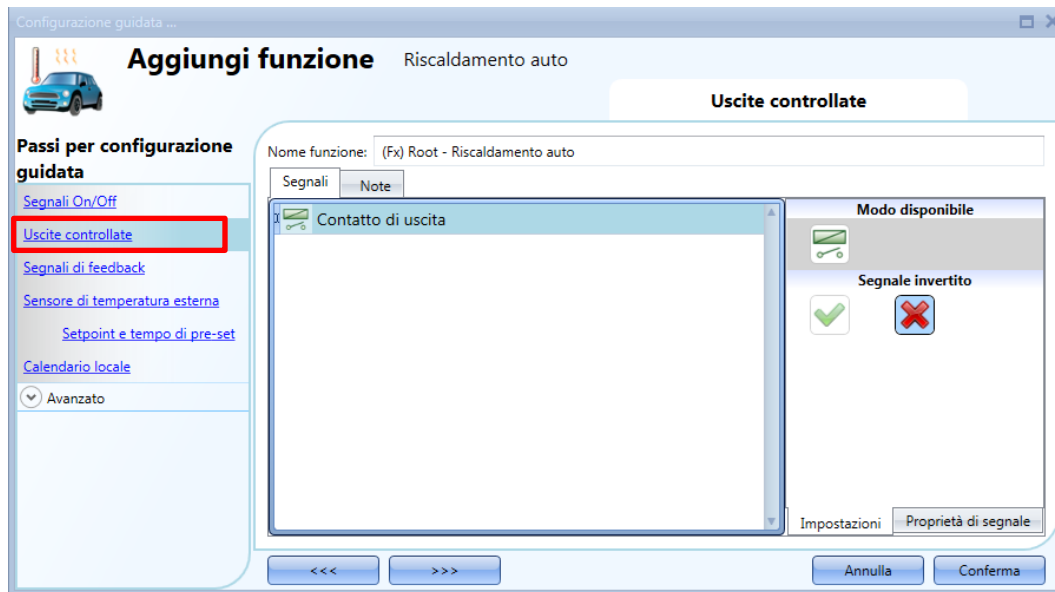 Configurazione guidata ...
Aggiungi funzione Riscaldamento auto
Uscite controllate
Passi per configurazione
guidata
Segnali On/Off
Uscite controllate
Segnali di feedback
Sensore di temperatura esterna
Setpoint e tempo di pre-set
Calendario locale
Avanzato
Nome funzione: (Fx) Root - Riscaldamento auto
Segnali Note
Contatto di uscita
Modo disponibile
Segnale invertito
Impostazioni Proprietà di segnale
<<< >>> Annulla Conferma